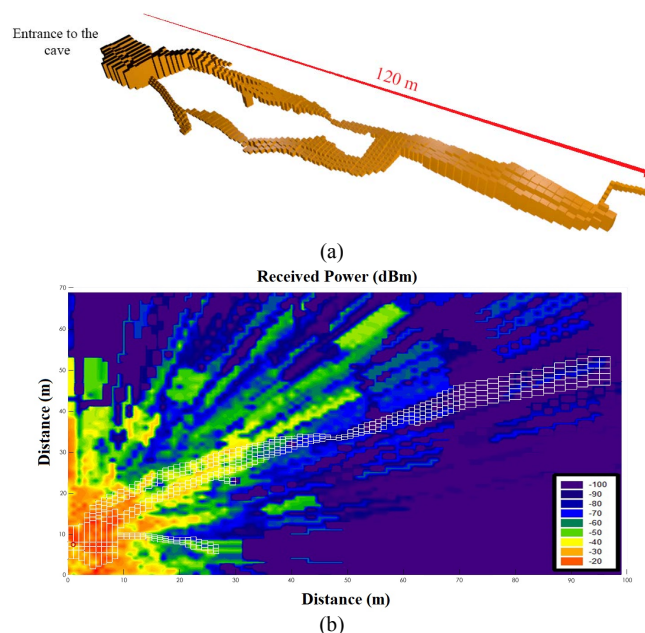 Entrance to the
cave
120 m
(a)
Received Power (dBm)
70
60
50
40
30
20
10
0
Distance (m)
-100
-90
-80
-70
-60
-50
-40
-30
-20
0 10 20 30 40 50 60 70 80 90 100
Distance (m)
(b)